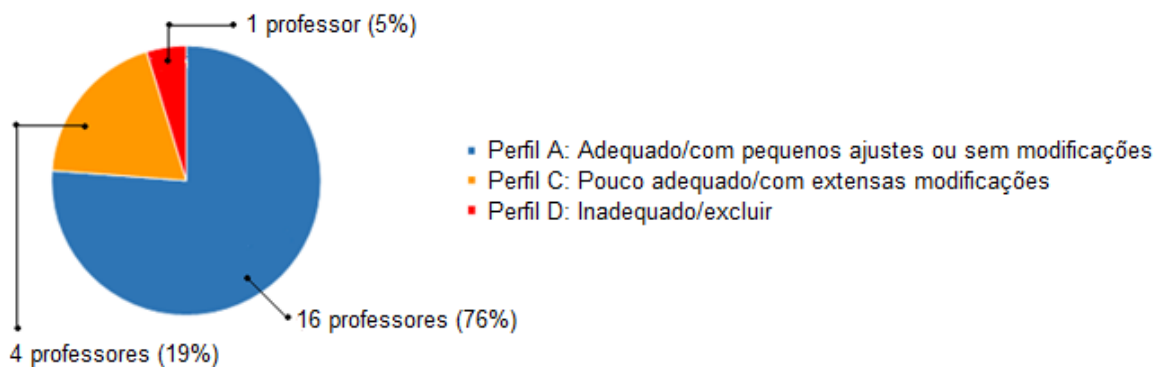 1 professor (5%)
Perfil A: Adequado/com pequenos ajustes ou sem modificações
Perfil C: Pouco adequado/com extensas modificações
Perfil D: Inadequado/excluir
16 professores (76%)
4 professores (19%)